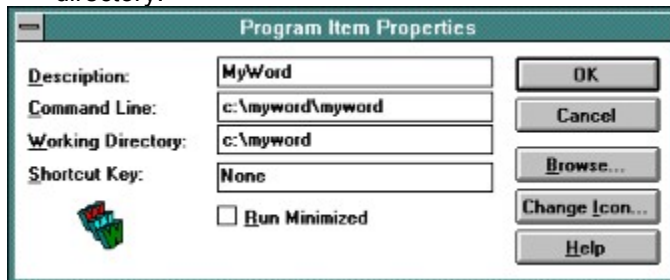 directory.
Program Item Properties
Description: MyWord
Command Line: c:\myword\myword
Working Directory: c:\myword
Shortcut Key: None
Run Minimized
OK
Cancel
Browse...
Change Icon...
Help